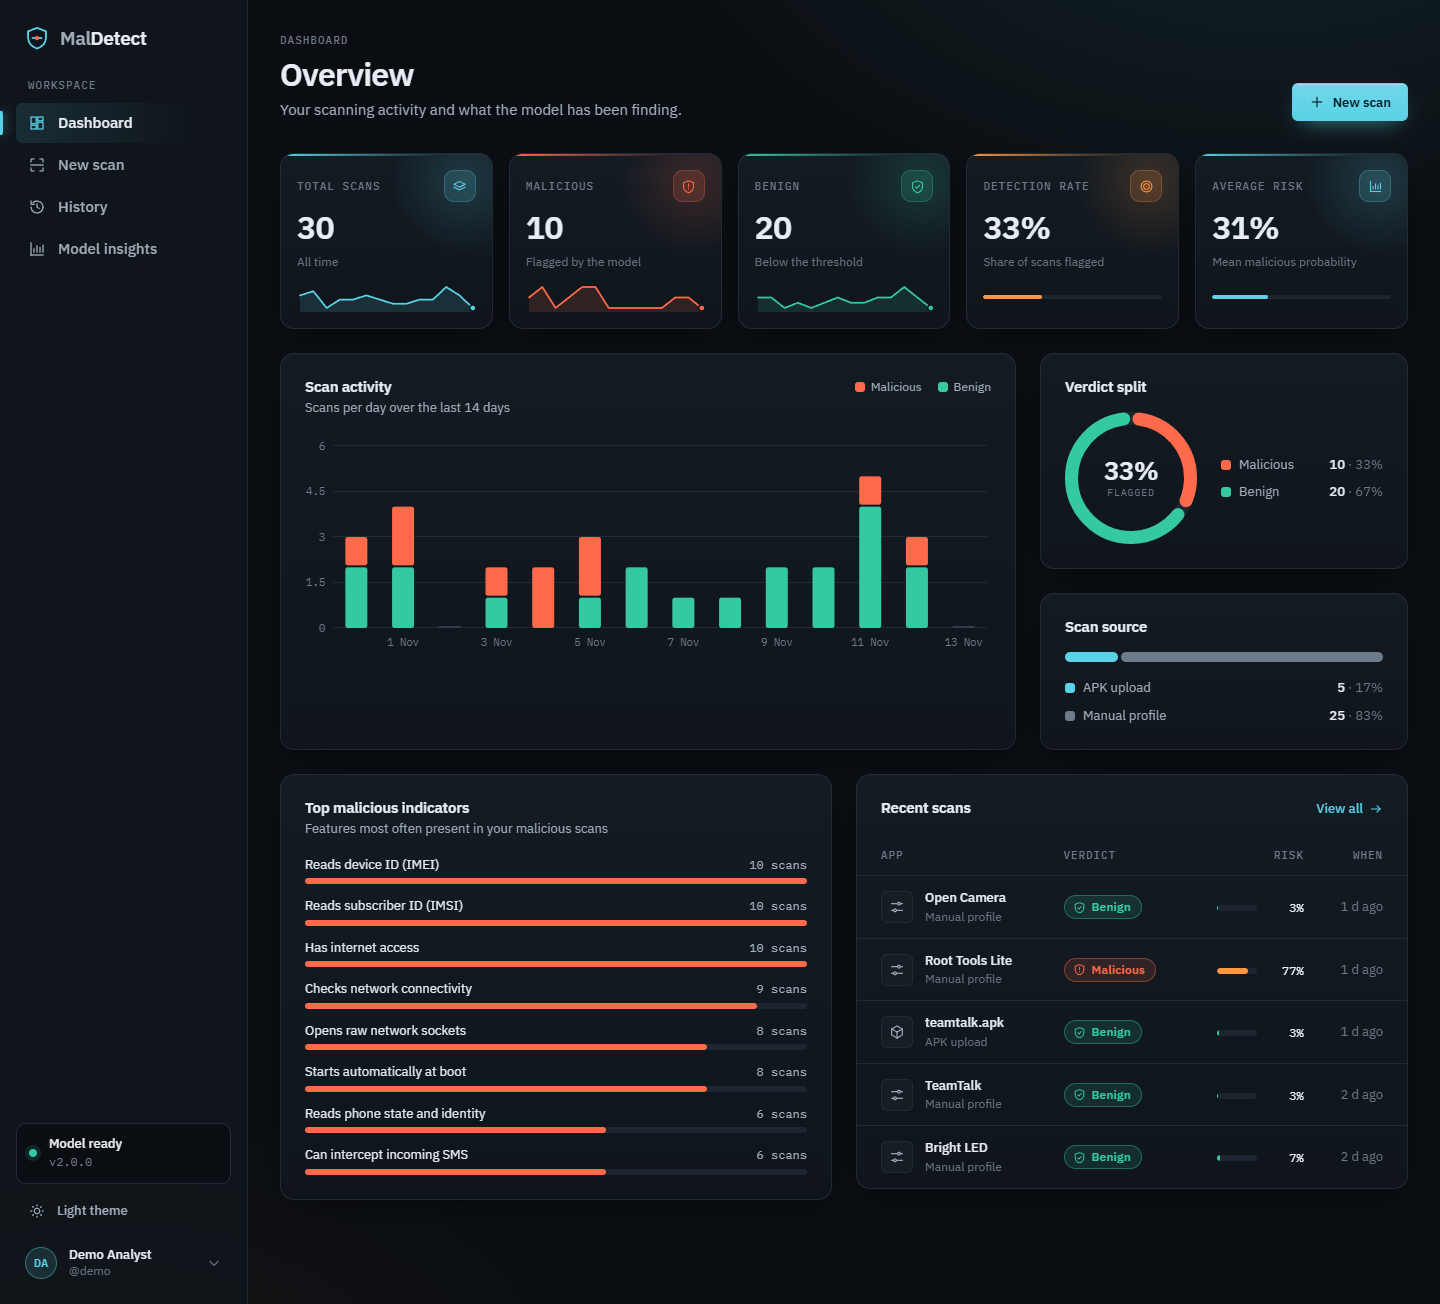 MalDetect
WORKSPACE
Dashboard
New scan
History
Model insights
Model ready
v2.0.0
Light theme
DA
Demo Analyst
@demo
DASHBOARD
Overview
Your scanning activity and what the model has been finding.
New scan
TOTAL SCANS
30
All time
MALICIOUS
10
Flagged by the model
BENIGN
20
Below the threshold
DETECTION RATE
33%
Share of scans flagged
AVERAGE RISK
31%
Mean malicious probability
Scan activity
Scans per day over the last 14 days
Malicious
Benign
6
4.5
3
1.5
0
1 Nov
3 Nov
5 Nov
7 Nov
9 Nov
11 Nov
13 Nov
Verdict split
33%
FLAGGED
Malicious 10 · 33%
Benign 20 · 67%
Scan source
APK upload 5 · 17%
Manual profile 25 · 83%
Top malicious indicators
Features most often present in your malicious scans
Reads device ID (IMEI) 10 scans
Reads subscriber ID (IMSI) 10 scans
Has internet access 10 scans
Checks network connectivity 9 scans
Opens raw network sockets 8 scans
Starts automatically at boot 8 scans
Reads phone state and identity 6 scans
Can intercept incoming SMS 6 scans
Recent scans
View all
APP VERDICT RISK WHEN
Open Camera
Manual profile
Benign 3% 1 d ago
Root Tools Lite
Manual profile
Malicious 77% 1 d ago
teamtalk.apk
APK upload
Benign 3% 1 d ago
TeamTalk
Manual profile
Benign 3% 2 d ago
Bright LED
Manual profile
Benign 7% 2 d ago